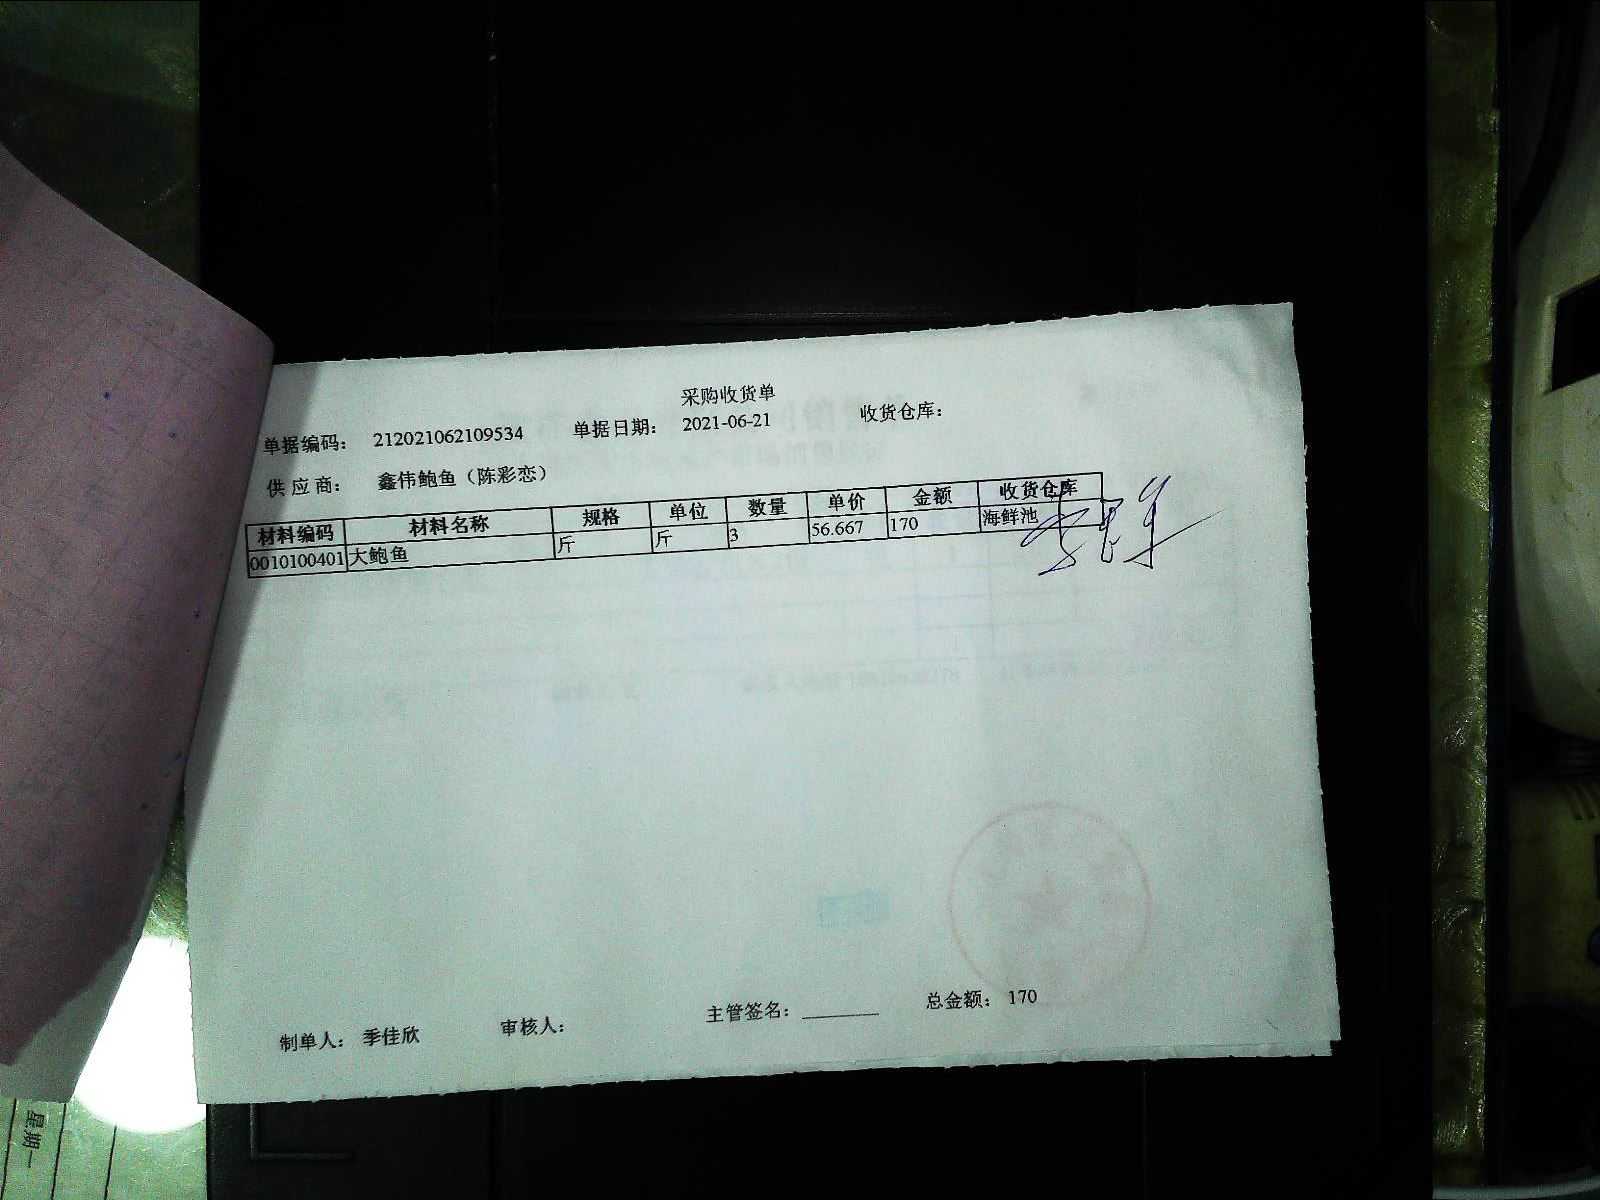 采购收货单
单据编码： 212021062109534 单据日期： 2021-06-21 收货仓库：
供应商： 鑫伟鲍鱼（陈彩恋）
材料编码 材料名称 规格 单位 数量 单价 金额 收货仓库
0010100401 大鲍鱼 斤 斤 3 56.667 170 海鲜池
制单人： 季佳欣 审核人： 主管签名： 总金额： 170
星期一